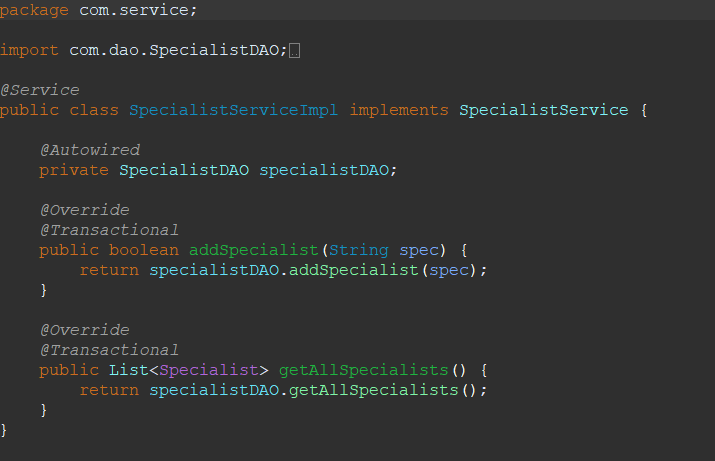 package com.service;
import com.dao.SpecialistDAO;
@Service
public class SpecialistServiceImpl implements SpecialistService {
@Autowired
private SpecialistDAO specialistDAO;
@Override
@Transactional
public boolean addSpecialist(String spec) {
return specialistDAO.addSpecialist(spec);
}
@Override
@Transactional
public List<Specialist> getAllSpecialists() {
return specialistDAO.getAllSpecialists();
}
}